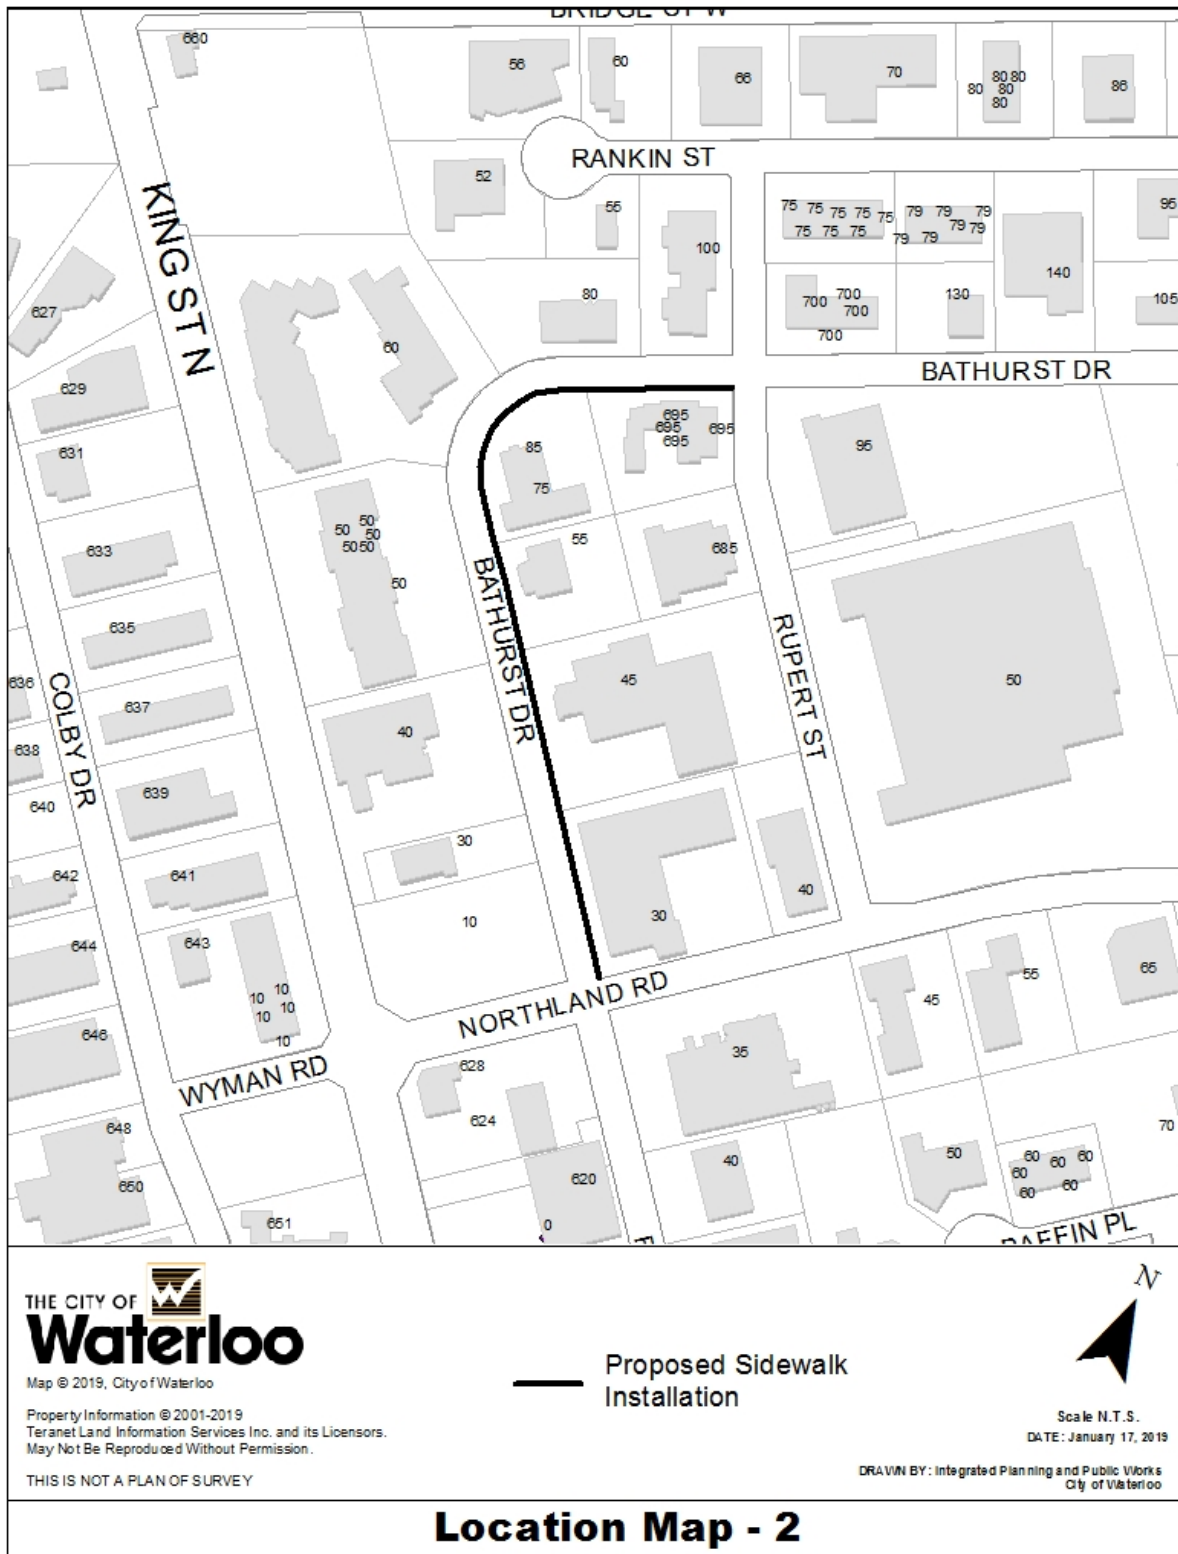 BRIDGE ST W
660
56
60
66
70
80
80
80
80
80
86
RANKIN ST
52
55
75 75 75 75 75
75 75 75
79 79 79
79 79
79 79
95
KING ST N
100
140
627
80
700 700
700
700
130
105
60
BATHURST DR
629
695
695 695
695
95
631
85
75
50
50
50
50 50
50
55
685
633
BATHURST DR
RUPERT ST
635
45
50
636
COLBY DR
637
40
638
639
640
30
642
641
40
10
30
644
643
10 10
10 10
10
NORTHLAND RD
45
55
65
646
WYMAN RD
628
35
624
648
70
650
620
40
50
60 60 60
60
60 60
651
0
BAFFIN PL
THE CITY OF
Waterloo
Map © 2019, City of Waterloo
Property Information © 2001-2019
Teranet Land Information Services Inc. and its Licensors.
May Not Be Reproduced Without Permission.
THIS IS NOT A PLAN OF SURVEY
Proposed Sidewalk
Installation
N
Scale N.T.S.
DATE: January 17, 2019
DRAWN BY: Integrated Planning and Public Works
City of Waterloo
Location Map - 2